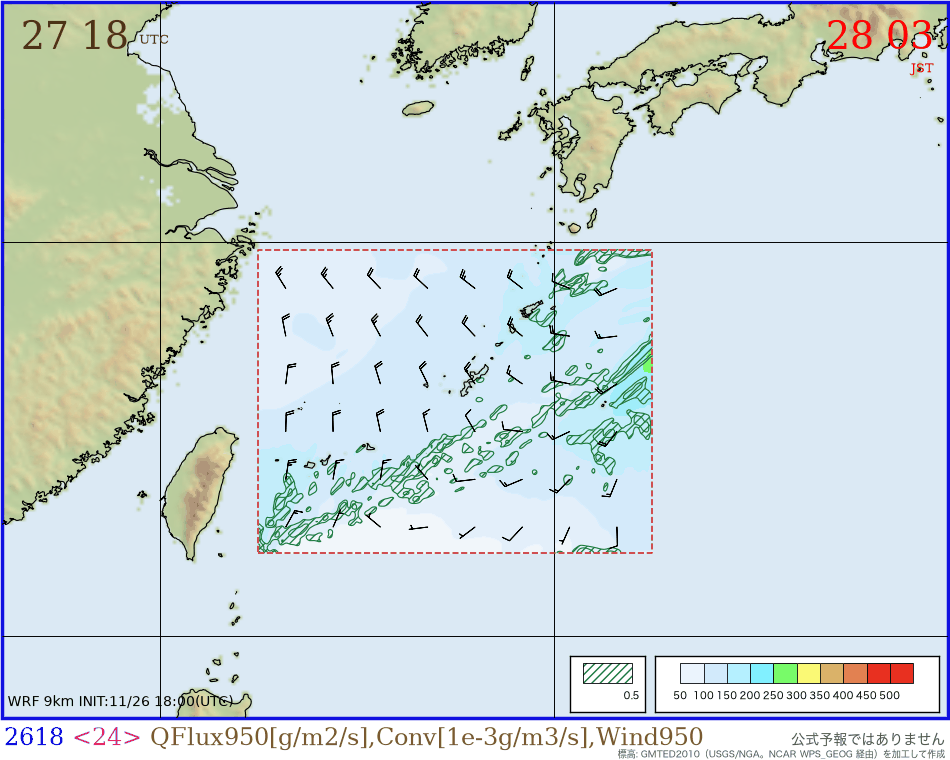 27 18 UTC
28 03
JST
0.5
50 100 150 200 250 300 350 400 450 500
WRF 9km INIT:11/26 18:00(UTC)
2618 <24> QFlux950[g/m2/s],Conv[1e-3g/m3/s],Wind950
公式予報ではありません
標高: GMTED2010（USGS/NGA。NCAR WPS_GEOG 経由）を加工して作成